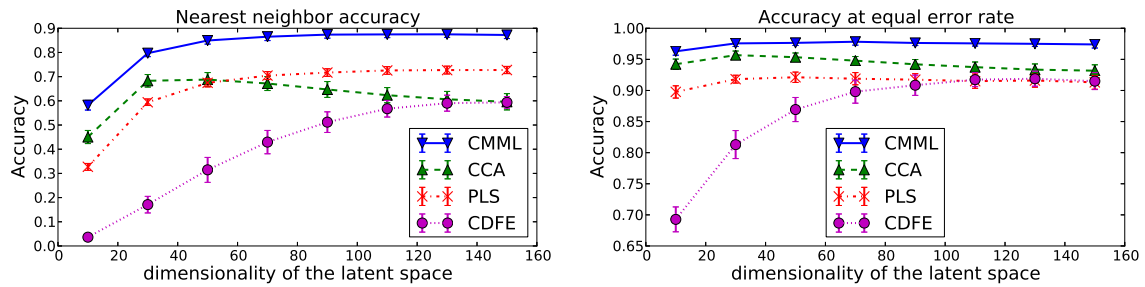 Nearest neighbor accuracy
0.9
0.8
0.7
0.6
0.5
0.4
0.3
0.2
0.1
0.0
Accuracy
CMML
CCA
PLS
CDFE
0 20 40 60 80 100 120 140 160
dimensionality of the latent space
Accuracy at equal error rate
1.00
0.95
0.90
0.85
0.80
0.75
0.70
0.65
Accuracy
CMML
CCA
PLS
CDFE
0 20 40 60 80 100 120 140 160
dimensionality of the latent space